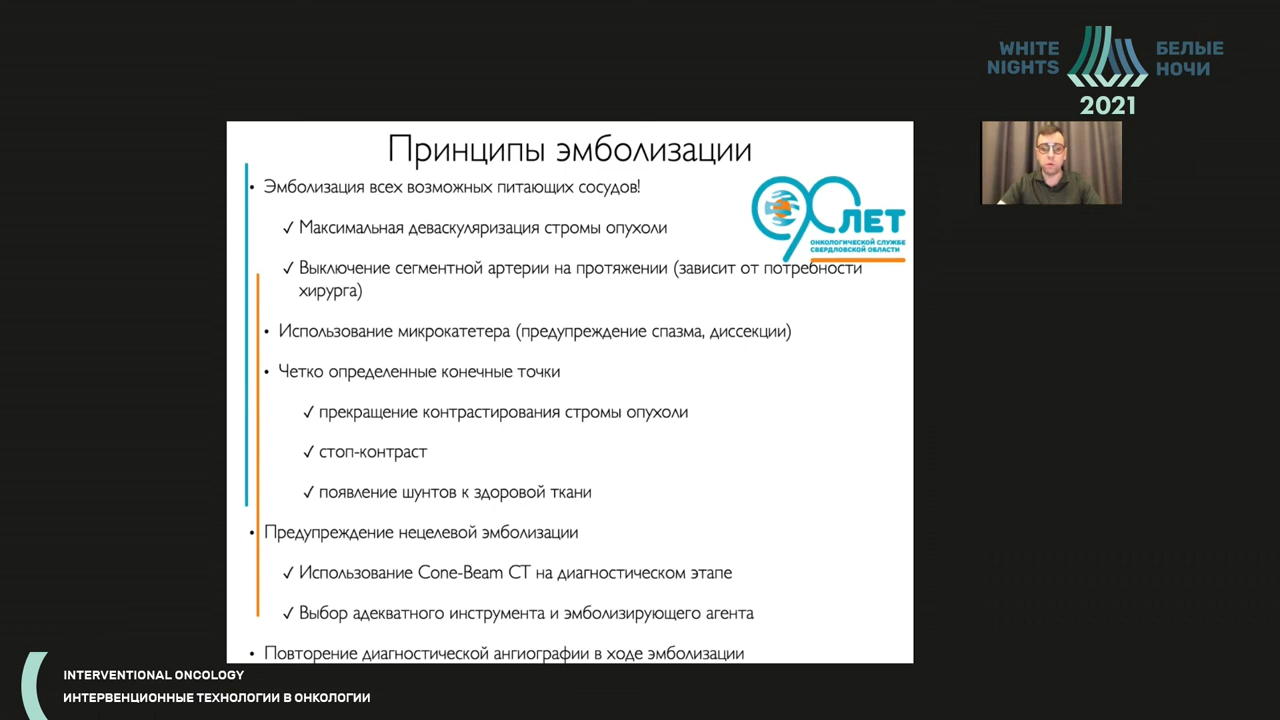 WHITE NIGHTS
БЕЛЫЕ НОЧИ
2021
Принципы эмболизации
• Эмболизация всех возможных питающих сосудов!
✓ Максимальная деваскуляризация стромы опухоли
✓ Выключение сегментной артерии на протяжении (зависит от потребности
хирурга)
• Использование микрокатетера (предупреждение спазма, диссекции)
• Четко определенные конечные точки
✓ прекращение контрастирования стромы опухоли
✓ стоп-контраст
✓ появление шунтов к здоровой ткани
• Предупреждение нецелевой эмболизации
✓ Использование Cone-Beam CT на диагностическом этапе
✓ Выбор адекватного инструмента и эмболизирующего агента
• Повторение диагностической ангиографии в ходе эмболизации
90 ЛЕТ
ОНКОЛОГИЧЕСКОЙ СЛУЖБЕ
СВЕРДЛОВСКОЙ ОБЛАСТИ
INTERVENTIONAL ONCOLOGY
ИНТЕРВЕНЦИОННЫЕ ТЕХНОЛОГИИ В ОНКОЛОГИИ